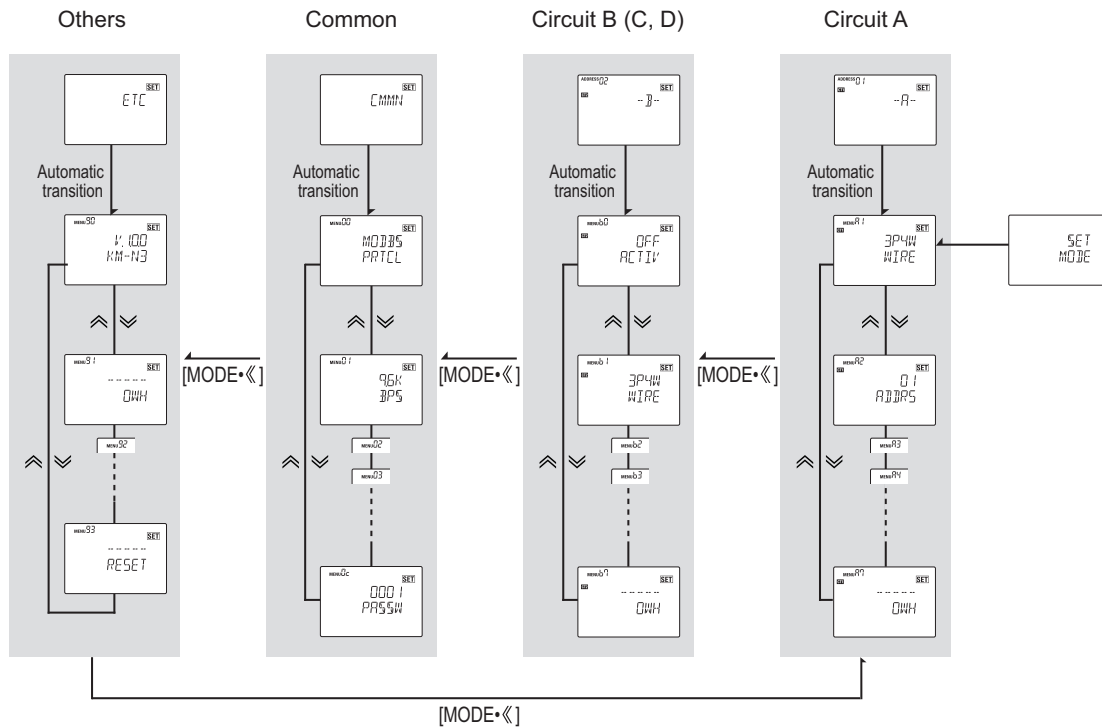 Others
Common
Circuit B (C, D)
Circuit A
SET
ETC
SET
CMMN
ADDRESS 02
SET
--B--
ADDRESS 01
SET
--A--
Automatic
transition
Automatic
transition
Automatic
transition
Automatic
transition
MENU 90
SET
V. 1.0.0
KM-N3
MENU 00
SET
MODBS
PRTCL
MENU b0
SET
OFF
ACTIV
MENU A1
SET
3P4W
WIRE
SET
MODE
MENU 91
SET
-----
0WH
MENU 01
SET
9.6K
BPS
MENU b1
SET
3P4W
WIRE
MENU A2
SET
01
ADDRS
[MODE•《]
[MODE•《]
[MODE•《]
MENU 92
MENU 02
MENU b2
MENU A3
MENU 03
MENU b3
MENU A4
MENU 93
SET
-----
RESET
MENU 0c
SET
0001
PASSW
MENU b7
SET
-----
0WH
MENU A7
SET
-----
0WH
[MODE•《]